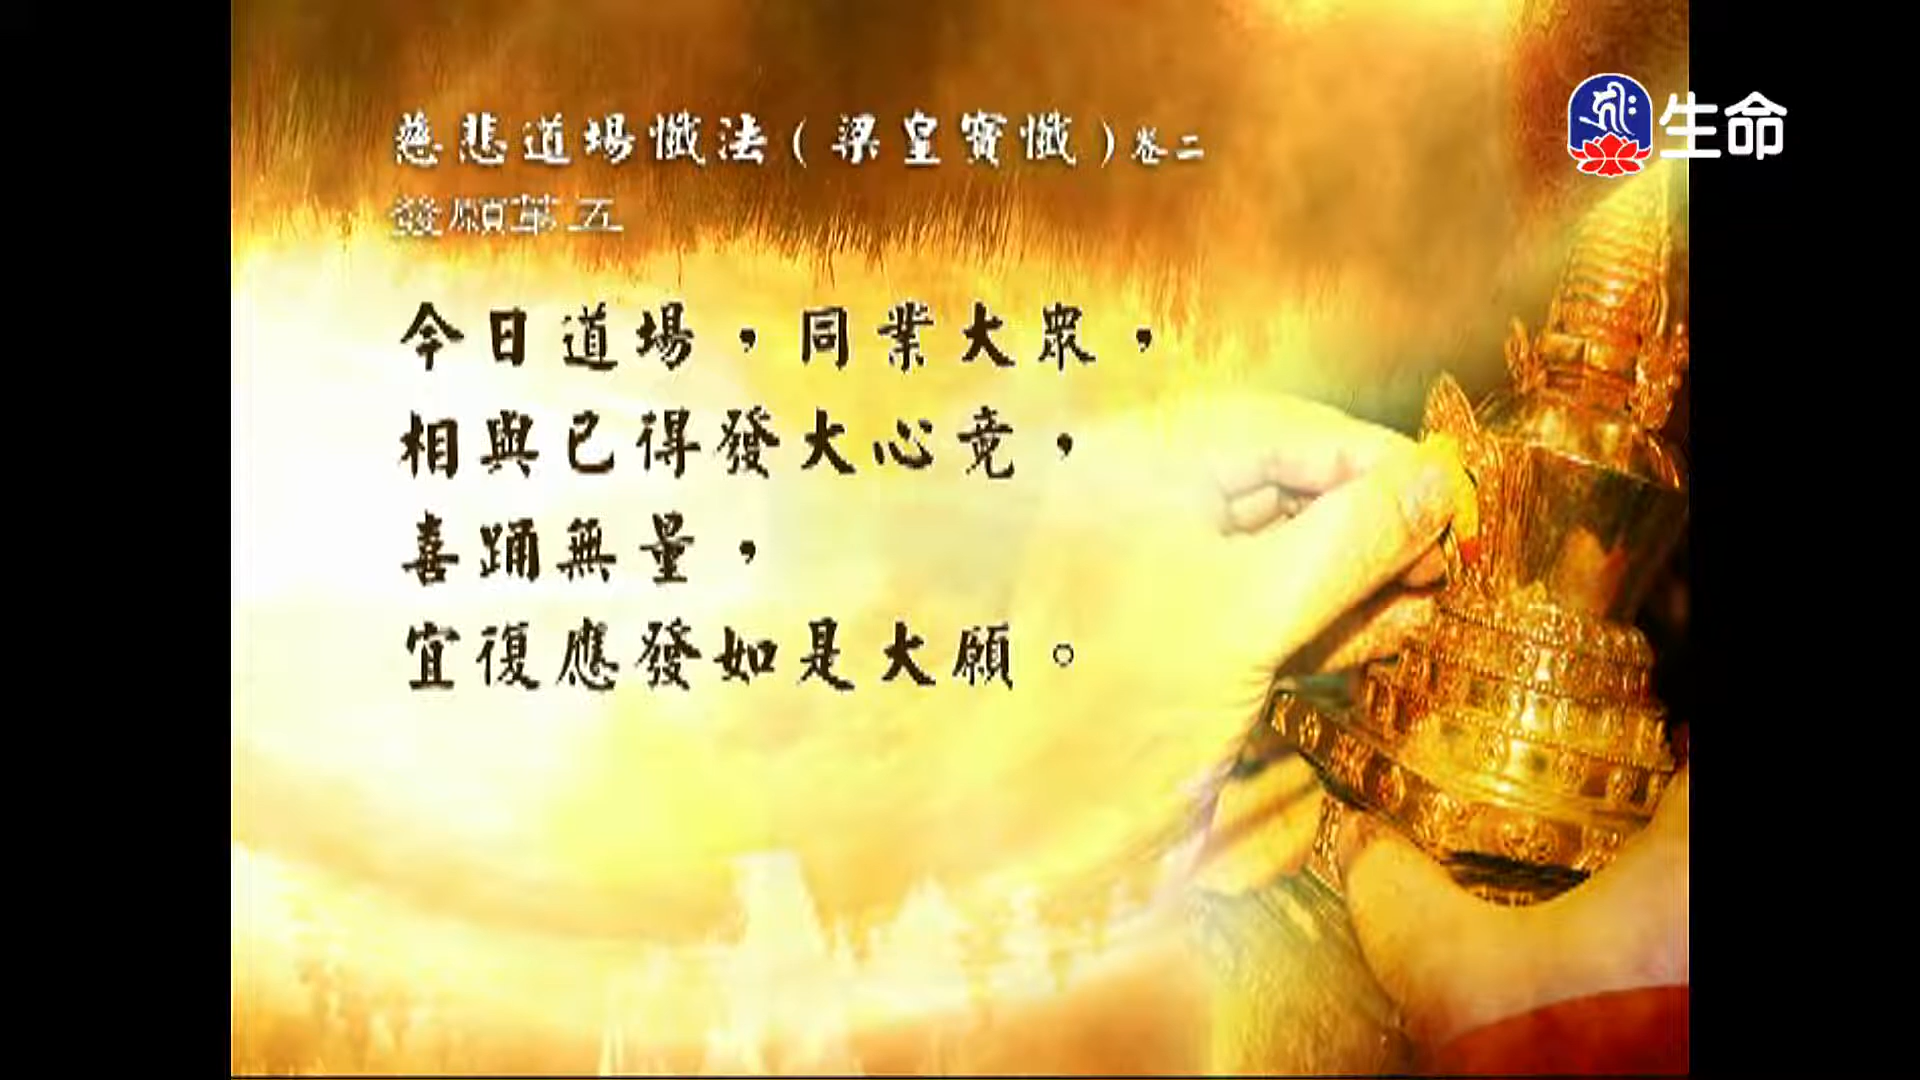 慈悲道場懺法(梁皇寶懺)卷二
發願第五
今日道場，同業大眾，
相與已得發大心竟，
喜踊無量，
宜復應發如是大願。
生命